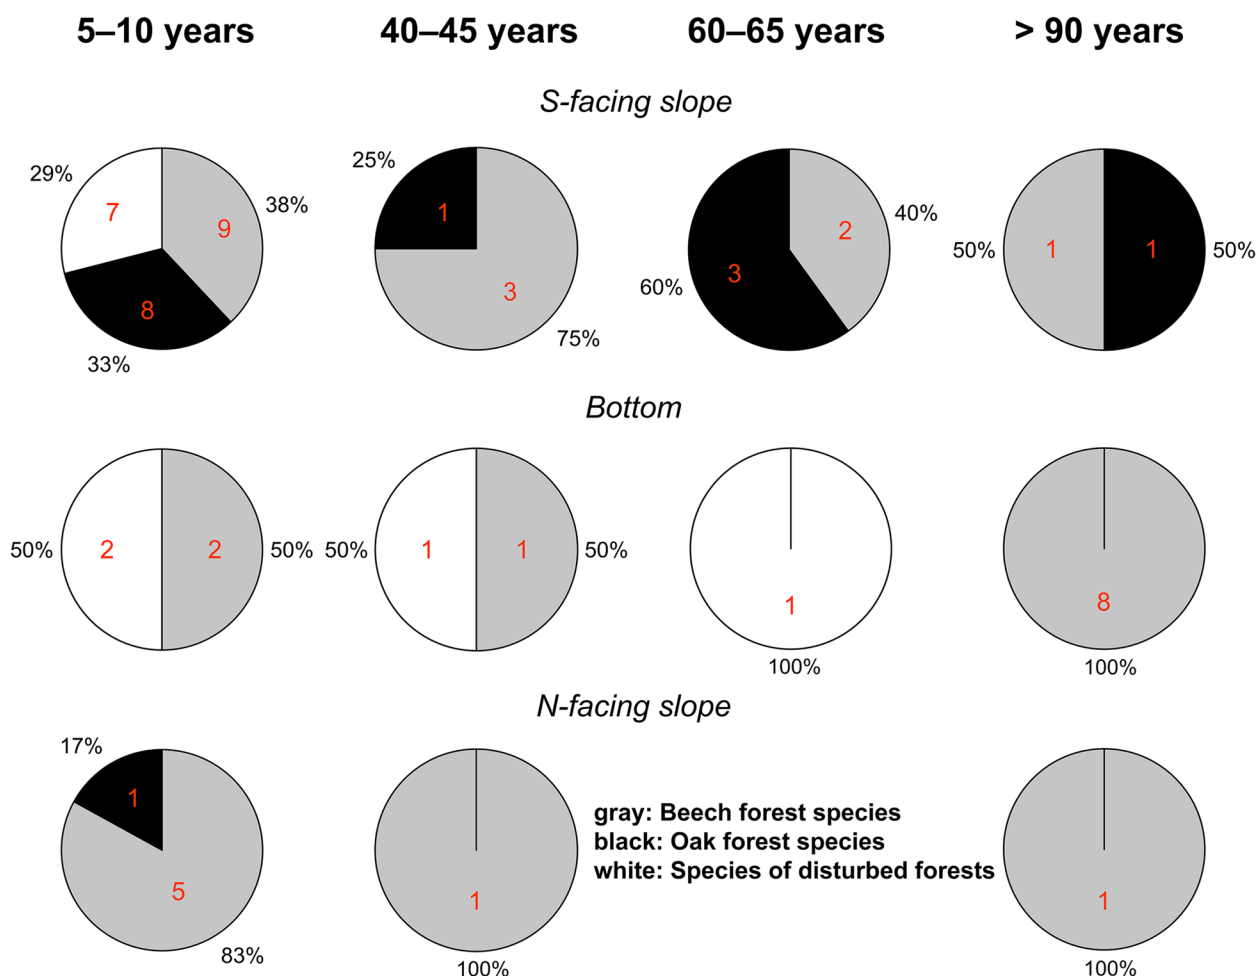 5–10 years 40–45 years 60–65 years > 90 years
S-facing slope
29% 7 9 38% 8 33%
25% 1 3 75%
40% 2 3 60%
50% 1 1 50%
Bottom
50% 2 2 50%
50% 1 1 50%
1 100%
8 100%
N-facing slope
17% 1 5 83%
1 100%
gray: Beech forest species
black: Oak forest species
white: Species of disturbed forests
1 100%